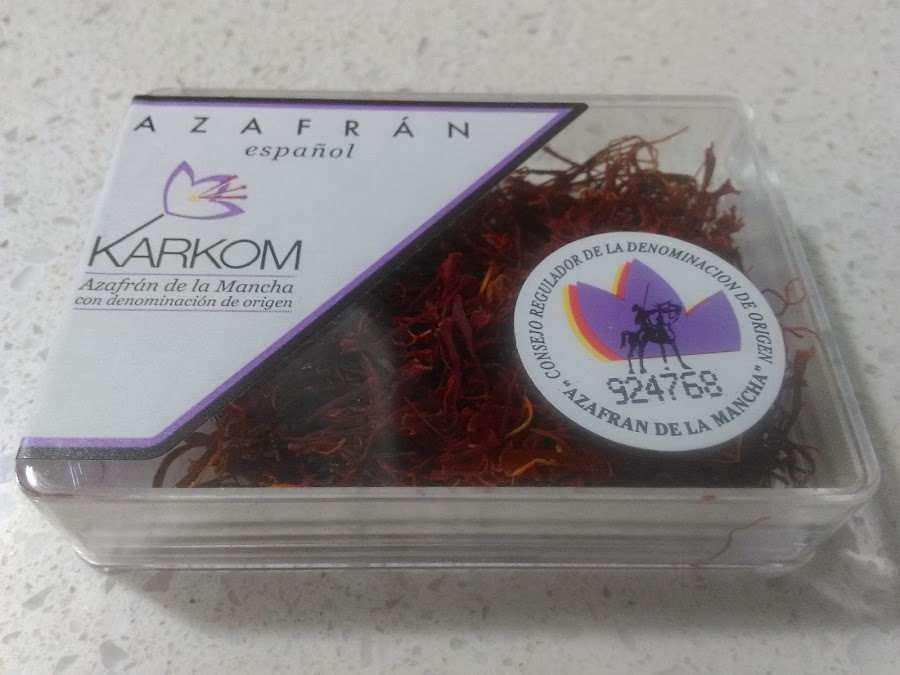 AZAFRÁN
español
KARKOM
Azafrán de la Mancha
con denominación de origen
CONSEJO REGULADOR DE LA DENOMINACION DE ORIGEN
924768
"AZAFRAN DE LA MANCHA"